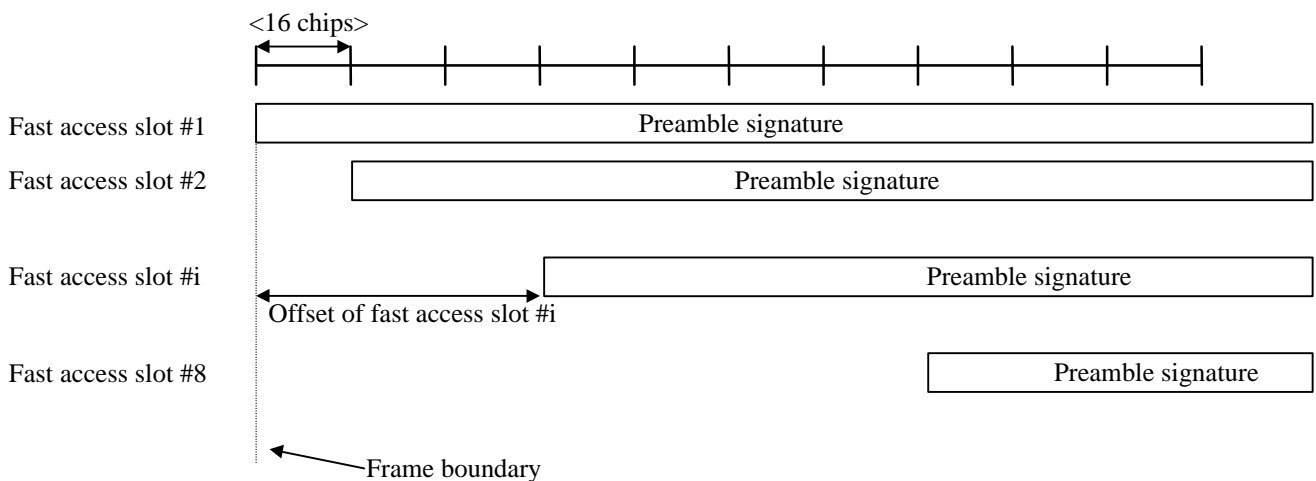 <16 chips>
Fast access slot #1
Preamble signature
Fast access slot #2
Preamble signature
Fast access slot #i
Preamble signature
Offset of fast access slot #i
Fast access slot #8
Preamble signature
Frame boundary